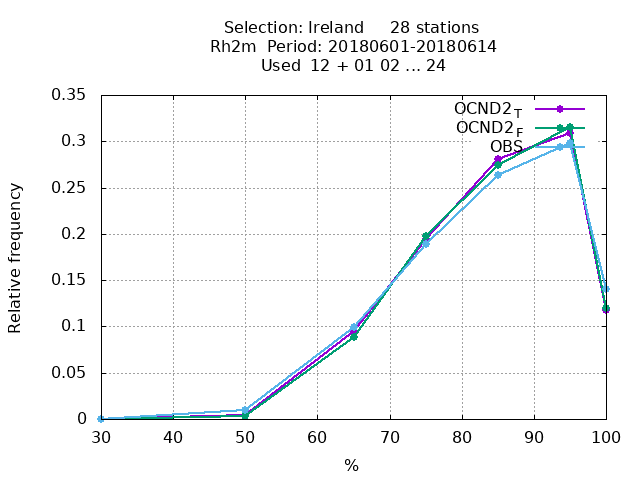 Selection: Ireland 28 stations
Rh2m Period: 20180601-20180614
Used 12 + 01 02 ... 24
OCND2_T
OCND2_F
OBS
Relative frequency
0.35
0.3
0.25
0.2
0.15
0.1
0.05
0
30 40 50 60 70 80 90 100
%